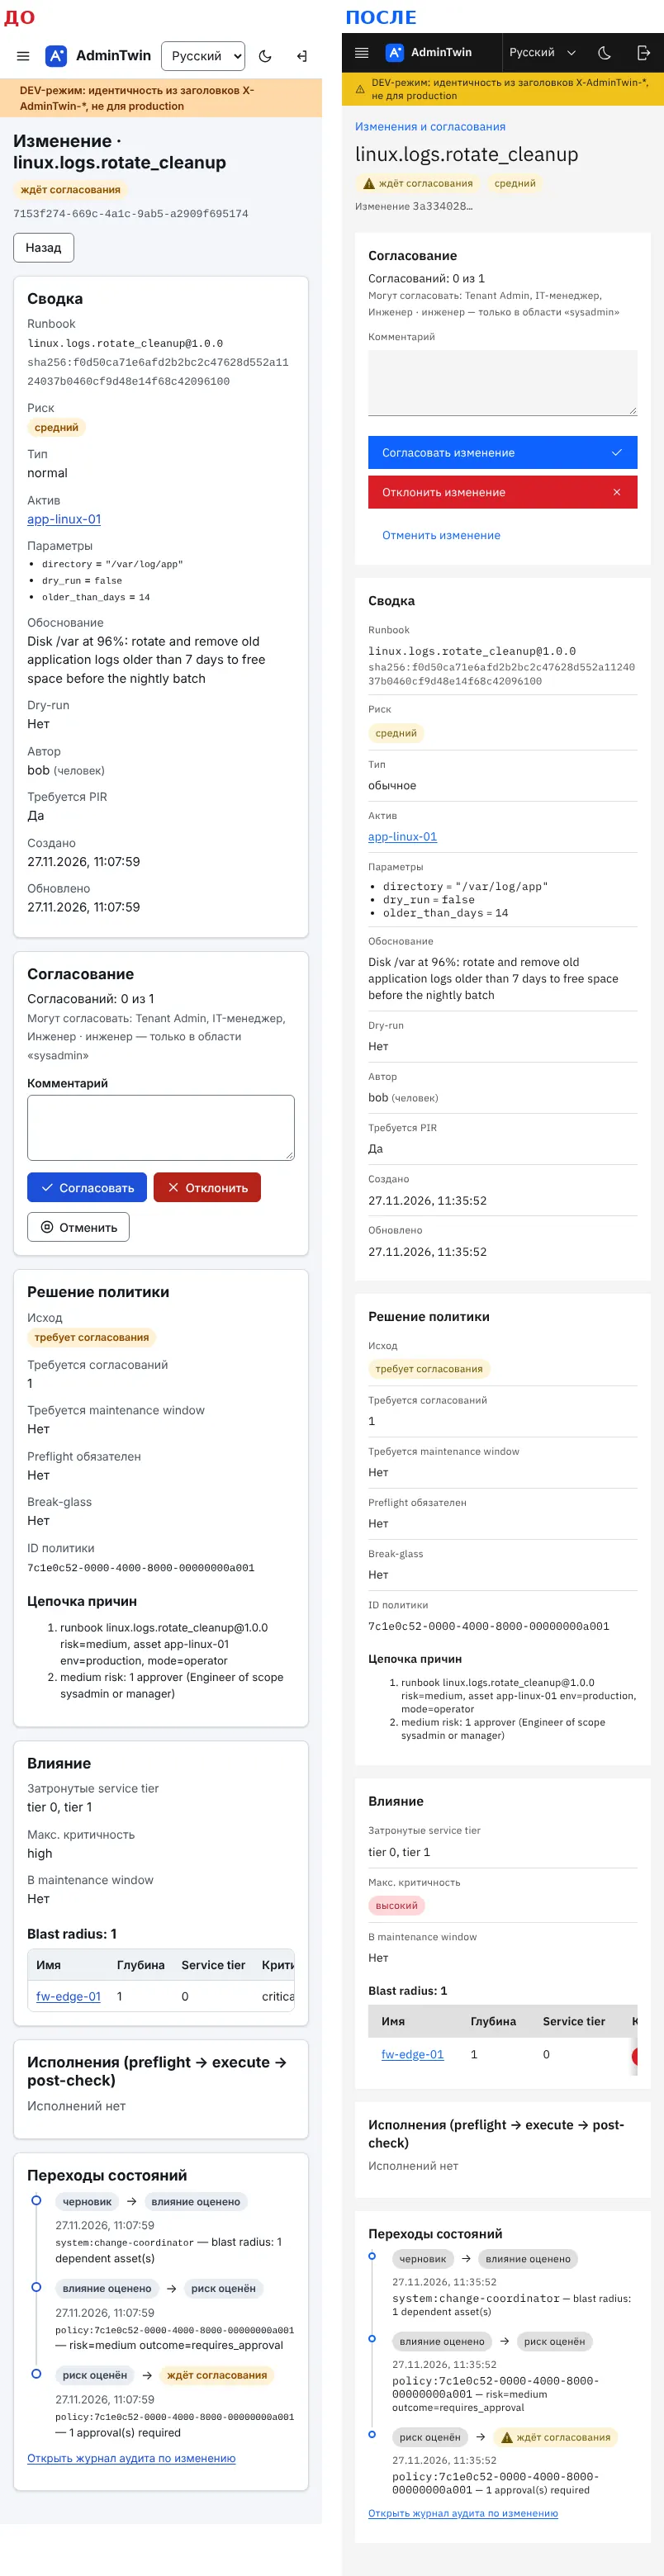 ДО
AdminTwin
Русский
DEV-режим: идентичность из заголовков X-
AdminTwin-*, не для production
Изменение ·
linux.logs.rotate_cleanup
ждёт согласования
7153f274-669c-4a1c-9ab5-a2909f695174
Назад
Сводка
Runbook
linux.logs.rotate_cleanup@1.0.0
sha256:f0d50ca71e6afd2b2bc2c47628d552a11
24037b0460cf9d48e14f68c42096100
Риск
средний
Тип
normal
Актив
app-linux-01
Параметры
• directory = "/var/log/app"
• dry_run = false
• older_than_days = 14
Обоснование
Disk /var at 96%: rotate and remove old
application logs older than 7 days to free
space before the nightly batch
Dry-run
Нет
Автор
bob (человек)
Требуется PIR
Да
Создано
27.11.2026, 11:07:59
Обновлено
27.11.2026, 11:07:59
Согласование
Согласований: 0 из 1
Могут согласовать: Tenant Admin, IT-менеджер,
Инженер · инженер — только в области
«sysadmin»
Комментарий
Согласовать
Отклонить
Отменить
Решение политики
Исход
требует согласования
Требуется согласований
1
Требуется maintenance window
Нет
Preflight обязателен
Нет
Break-glass
Нет
ID политики
7c1e0c52-0000-4000-8000-00000000a001
Цепочка причин
1. runbook linux.logs.rotate_cleanup@1.0.0
risk=medium, asset app-linux-01
env=production, mode=operator
2. medium risk: 1 approver (Engineer of scope
sysadmin or manager)
Влияние
Затронутые service tier
tier 0, tier 1
Макс. критичность
high
В maintenance window
Нет
Blast radius: 1
Имя Глубина Service tier Крити
fw-edge-01 1 0 critica
Исполнения (preflight → execute →
post-check)
Исполнений нет
Переходы состояний
черновик → влияние оценено
27.11.2026, 11:07:59
system:change-coordinator — blast radius: 1
dependent asset(s)
влияние оценено → риск оценён
27.11.2026, 11:07:59
policy:7c1e0c52-0000-4000-8000-00000000a001
— risk=medium outcome=requires_approval
риск оценён → ждёт согласования
27.11.2026, 11:07:59
policy:7c1e0c52-0000-4000-8000-00000000a001
— 1 approval(s) required
Открыть журнал аудита по изменению
ПОСЛЕ
AdminTwin
Русский
DEV-режим: идентичность из заголовков X-AdminTwin-*,
не для production
Изменения и согласования
linux.logs.rotate_cleanup
ждёт согласования средний
Изменение 3a334028…
Согласование
Согласований: 0 из 1
Могут согласовать: Tenant Admin, IT-менеджер,
Инженер · инженер — только в области «sysadmin»
Комментарий
Согласовать изменение
Отклонить изменение
Отменить изменение
Сводка
Runbook
linux.logs.rotate_cleanup@1.0.0
sha256:f0d50ca71e6afd2b2bc2c47628d552a11240
37b0460cf9d48e14f68c42096100
Риск
средний
Тип
обычное
Актив
app-linux-01
Параметры
• directory = "/var/log/app"
• dry_run = false
• older_than_days = 14
Обоснование
Disk /var at 96%: rotate and remove old
application logs older than 7 days to free space
before the nightly batch
Dry-run
Нет
Автор
bob (человек)
Требуется PIR
Да
Создано
27.11.2026, 11:35:52
Обновлено
27.11.2026, 11:35:52
Решение политики
Исход
требует согласования
Требуется согласований
1
Требуется maintenance window
Нет
Preflight обязателен
Нет
Break-glass
Нет
ID политики
7c1e0c52-0000-4000-8000-00000000a001
Цепочка причин
1. runbook linux.logs.rotate_cleanup@1.0.0
risk=medium, asset app-linux-01 env=production,
mode=operator
2. medium risk: 1 approver (Engineer of scope
sysadmin or manager)
Влияние
Затронутые service tier
tier 0, tier 1
Макс. критичность
высокий
В maintenance window
Нет
Blast radius: 1
Имя Глубина Service tier
fw-edge-01 1 0
Исполнения (preflight → execute → post-
check)
Исполнений нет
Переходы состояний
черновик → влияние оценено
27.11.2026, 11:35:52
system:change-coordinator — blast radius:
1 dependent asset(s)
влияние оценено → риск оценён
27.11.2026, 11:35:52
policy:7c1e0c52-0000-4000-8000-
00000000a001 — risk=medium
outcome=requires_approval
риск оценён → ждёт согласования
27.11.2026, 11:35:52
policy:7c1e0c52-0000-4000-8000-
00000000a001 — 1 approval(s) required
Открыть журнал аудита по изменению